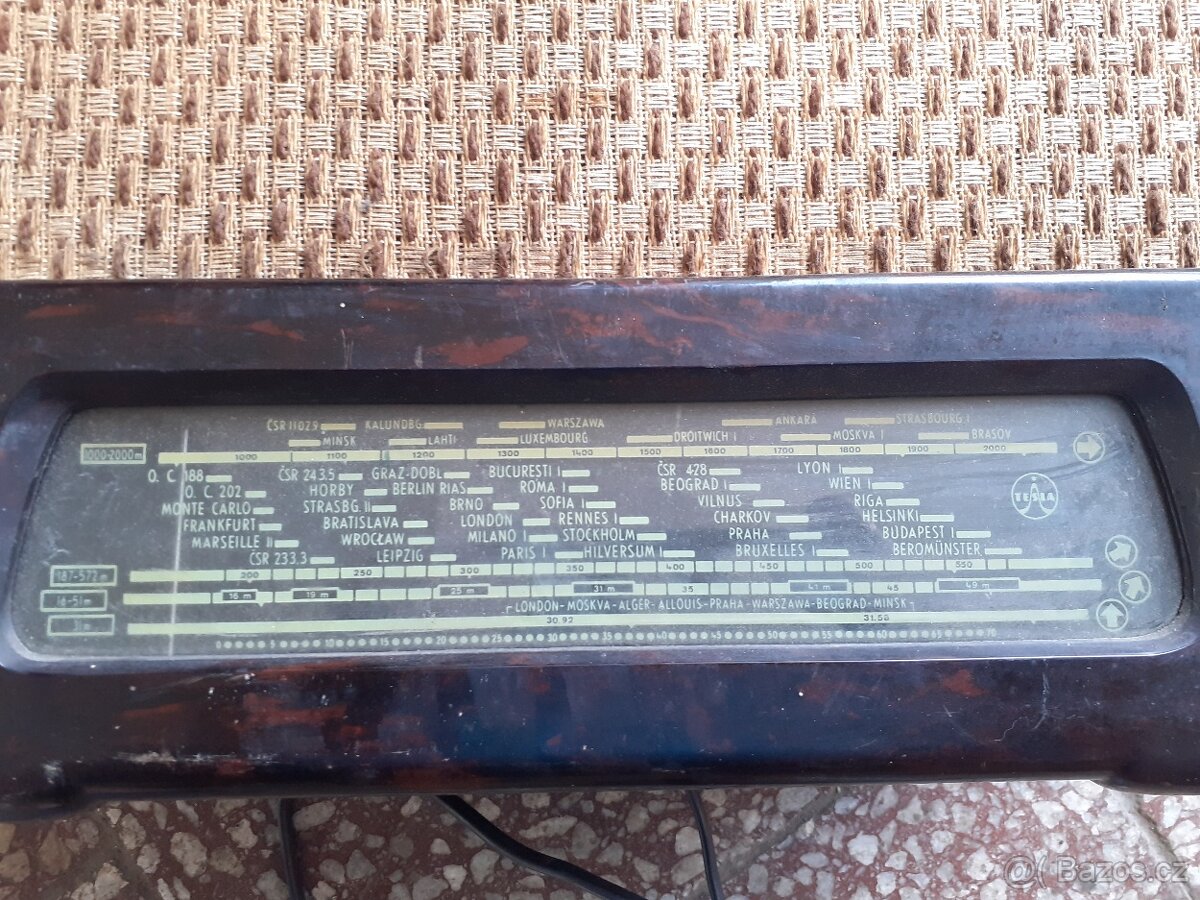 ČSR 1102.9 KALUNDBG. WARSZAWA ANKARA STRASBOURG I
MINSK LAHTI LUXEMBOURG DROITWICH I MOSKVA I BRASOV
1000-2000m 1000 1100 1200 1300 1400 1500 1600 1700 1800 1900 2000
O. C. 188 ČSR 243.5 GRAZ-DOBL BUCURESTI I ČSR 428 LYON I
O. C. 202 HORBY BERLIN RIAS ROMA I BEOGRAD I WIEN I
MONTE CARLO STRASBG. II BRNO SOFIA I VILNUS RIGA
FRANKFURT BRATISLAVA LONDON RENNES I CHARKOV HELSINKI
MARSEILLE II WROCŁAW MILANO I STOCKHOLM PRAHA BUDAPEST I
ČSR 233.3 LEIPZIG PARIS I HILVERSUM I BRUXELLES I BEROMÜNSTER
TESLA
187-572m 200 250 300 350 400 450 500 550
16-51m 16 m 19 m 25 m 31 m 35 41 m 45 49 m
LONDON-MOSKVA-ALGER-ALLOUIS-PRAHA-WARSZAWA-BEOGRAD-MINSK
31m 30.92 31.58
0 5 10 15 20 25 30 35 40 45 50 55 60 65 70
Bazos.cz